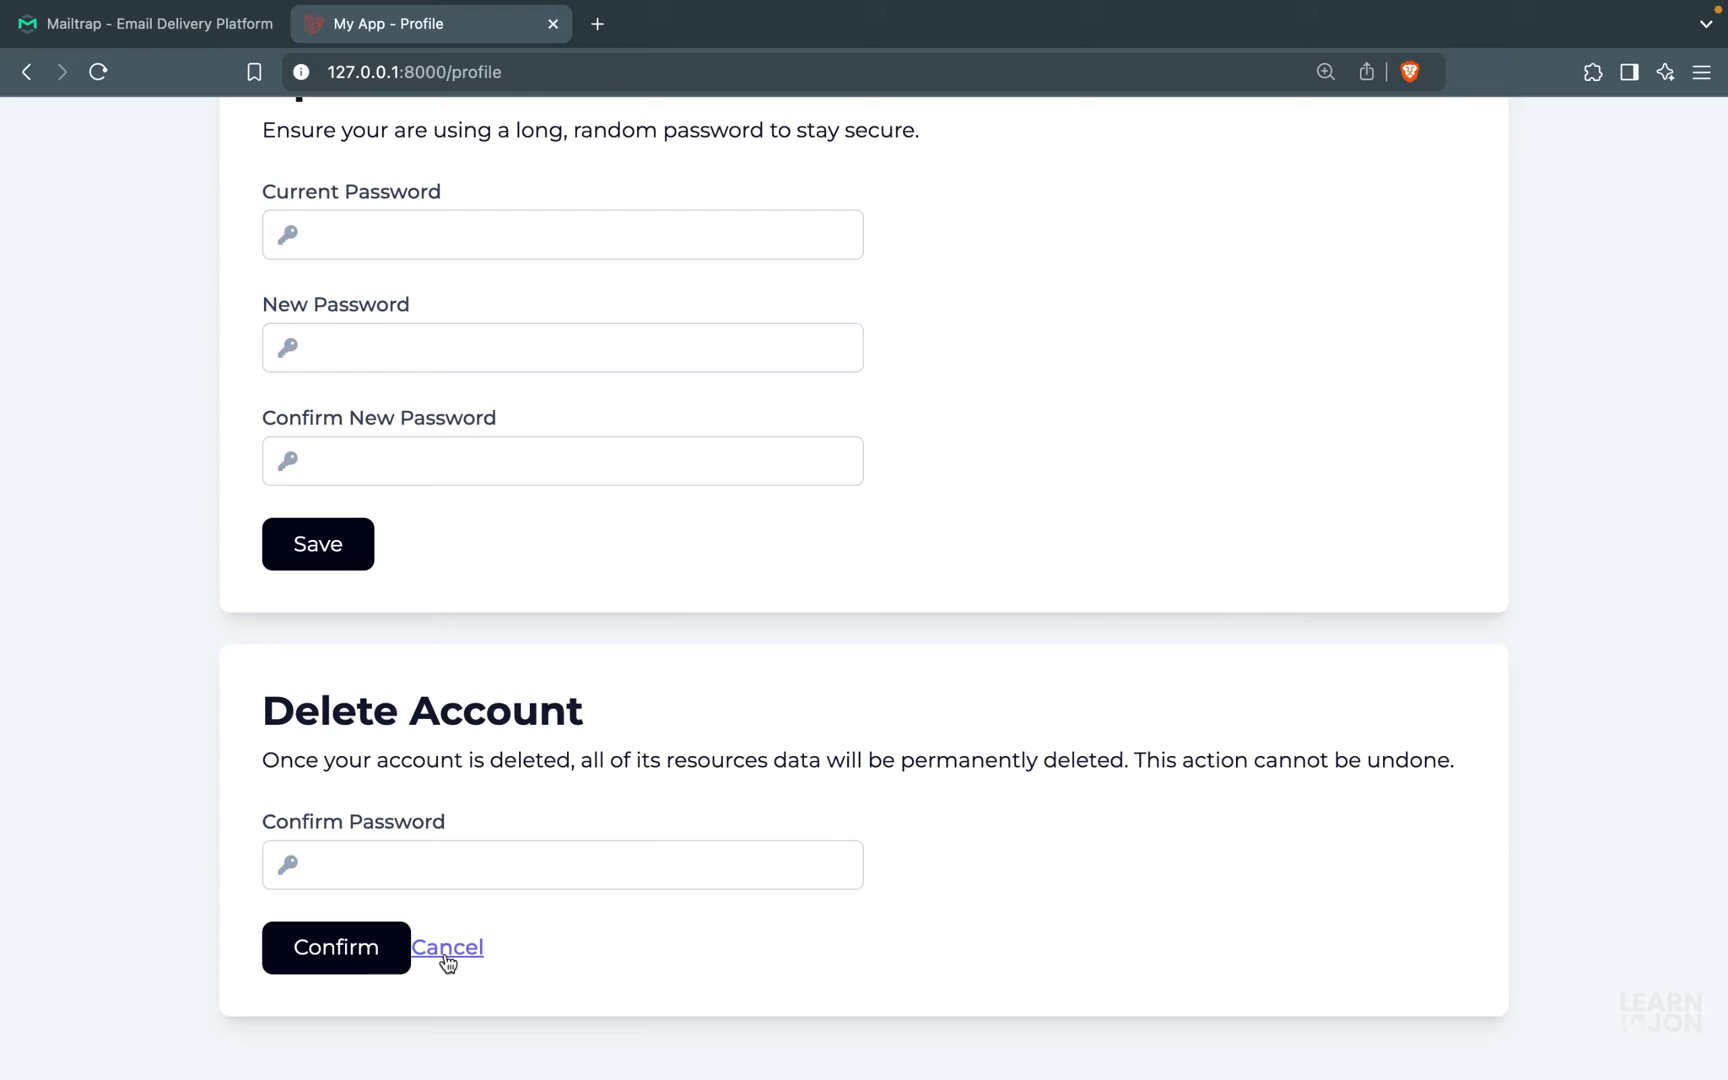 Mailtrap - Email Delivery Platform
My App - Profile
127.0.0.1:8000/profile
Ensure your are using a long, random password to stay secure.
Current Password
New Password
Confirm New Password
Save
Delete Account
Once your account is deleted, all of its resources data will be permanently deleted. This action cannot be undone.
Confirm Password
Confirm
Cancel
LEARN
JON